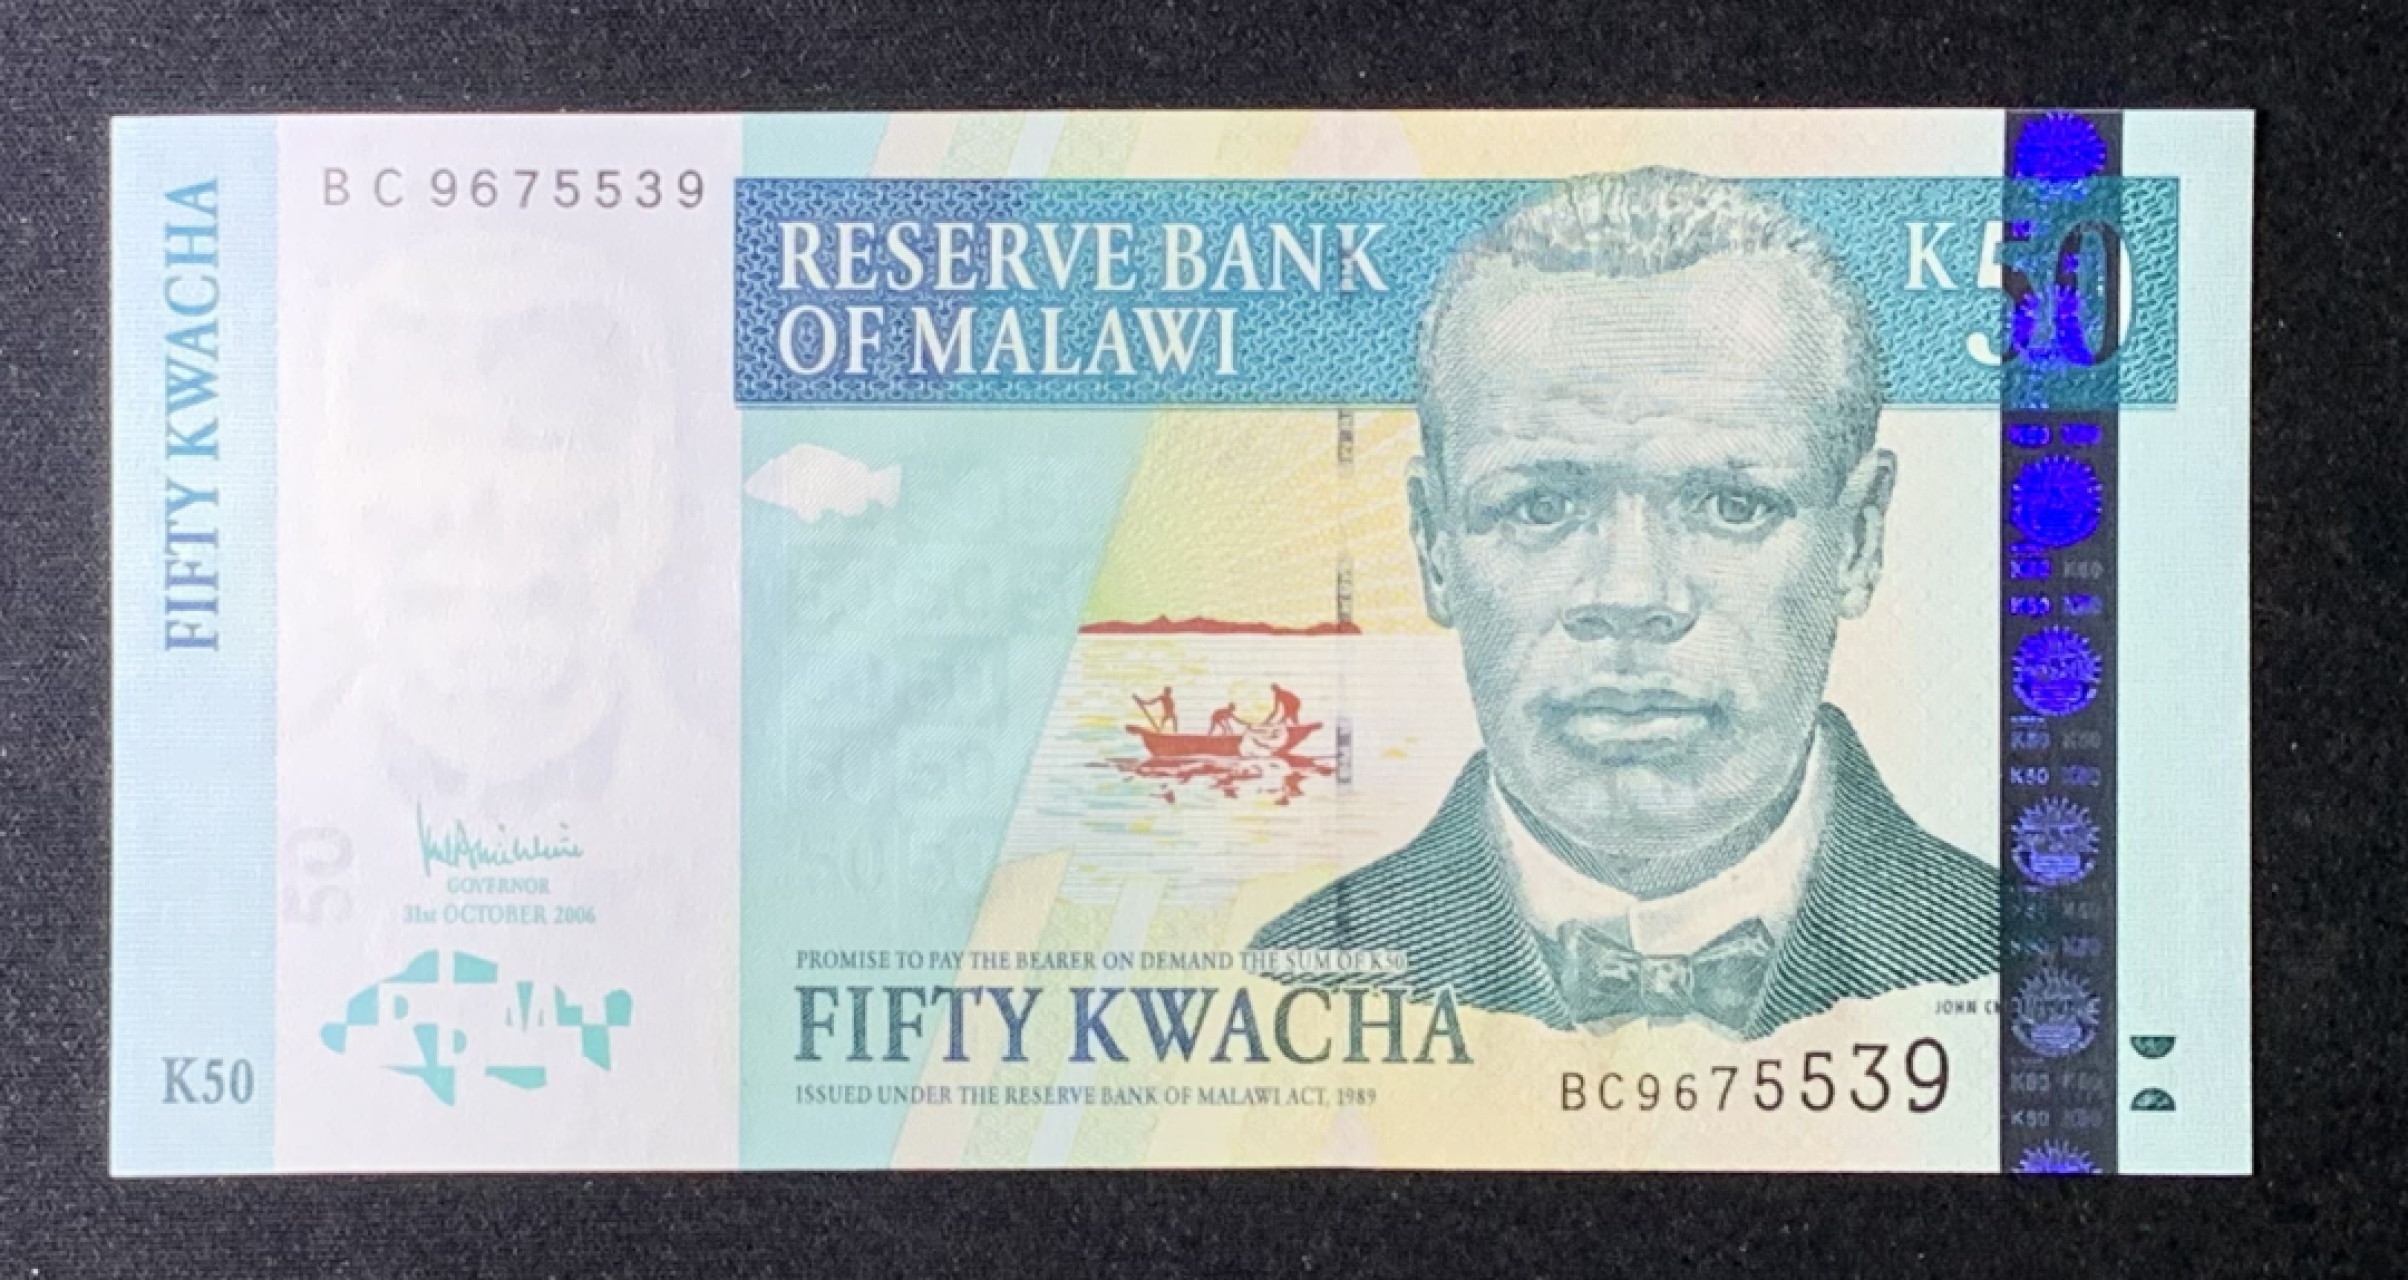 FIFTY KWACHA
BC9675539
RESERVE BANK
OF MALAWI
K50
50
GOVERNOR
31st OCTOBER 2006
PROMISE TO PAY THE BEARER ON DEMAND THE SUM OF K50
FIFTY KWACHA
ISSUED UNDER THE RESERVE BANK OF MALAWI ACT, 1989
JOHN
K50
BC9675539